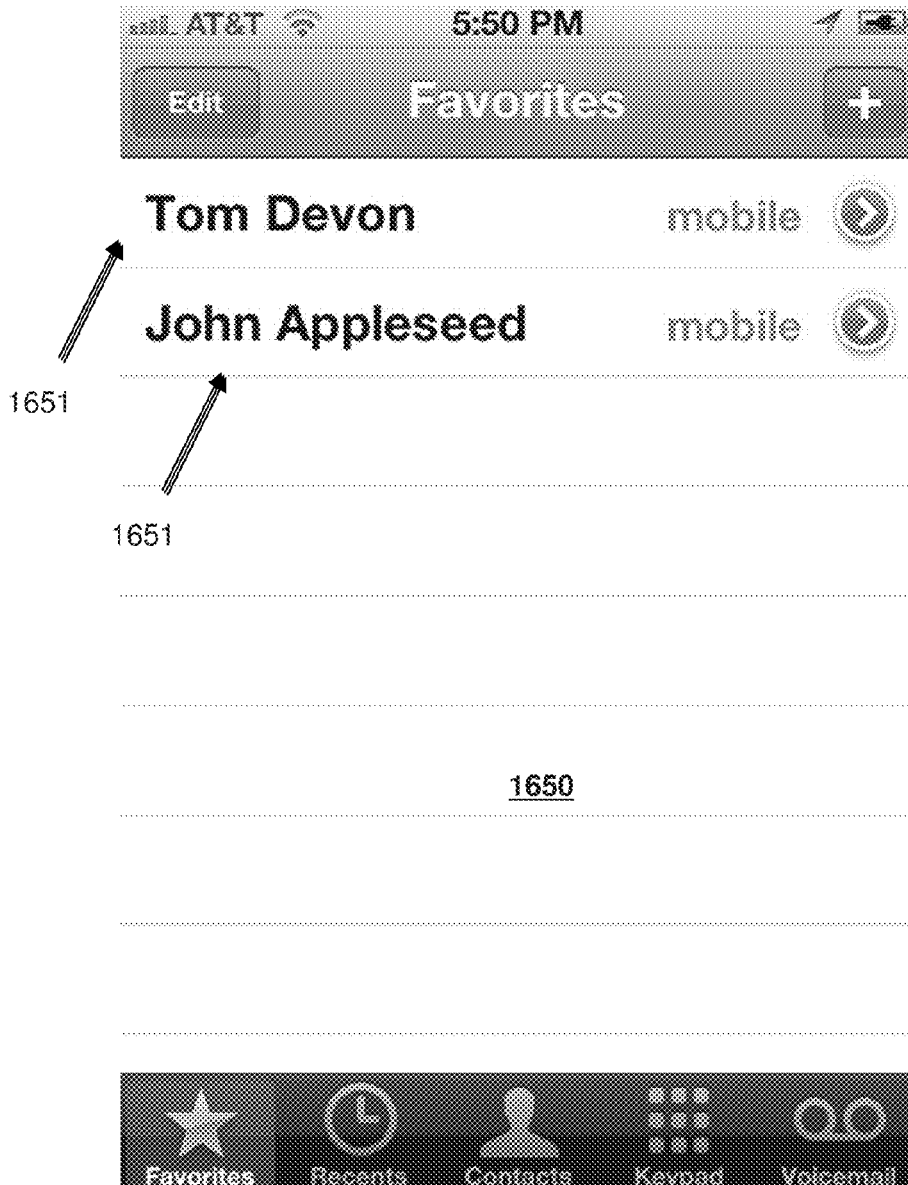 AT&T 5:50 PM
Edit Favorites +
Tom Devon mobile
John Appleseed mobile
1651
1651
1650
Favorites Recents Contacts Keypad Voicemail